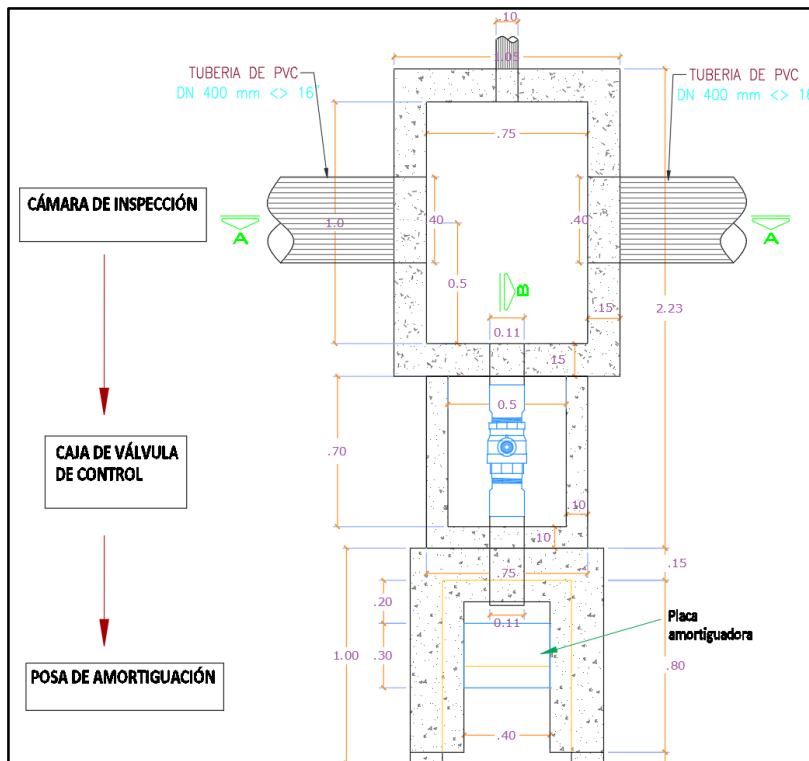 .10
1.05
TUBERIA DE PVC
DN 400 mm <> 16"
TUBERIA DE PVC
DN 400 mm <> 16
.75
CÁMARA DE INSPECCIÓN
A
1.0
.40
.40
A
0.5
B
.15
2.23
0.11
.15
0.5
.70
CAJA DE VÁLVULA
DE CONTROL
.10
.10
.75
.15
.20
0.11
Placa
amortiguadora
1.00
.30
POSA DE AMORTIGUACIÓN
.80
.40